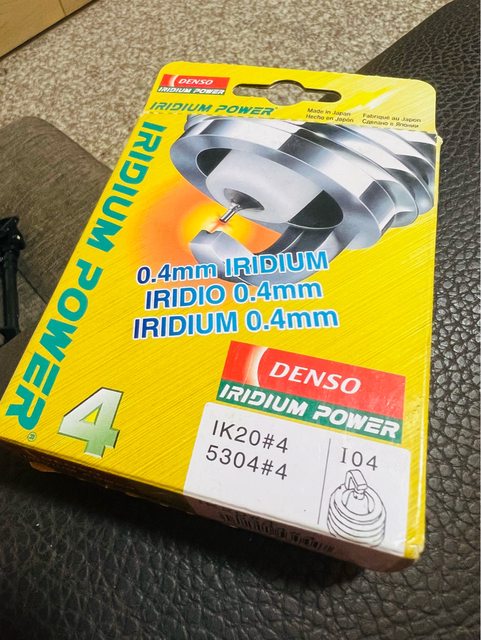 DENSO
IRIDIUM POWER
IRIDIUM POWER®
Made in Japan
Hecho en Japón
Fabriqué au Japon
Сделано в Японии
IRIDIUM POWER®
4
0.4mm IRIDIUM
IRIDIO 0.4mm
IRIDIUM 0.4mm
DENSO
IRIDIUM POWER
IK20#4
5304#4
I04